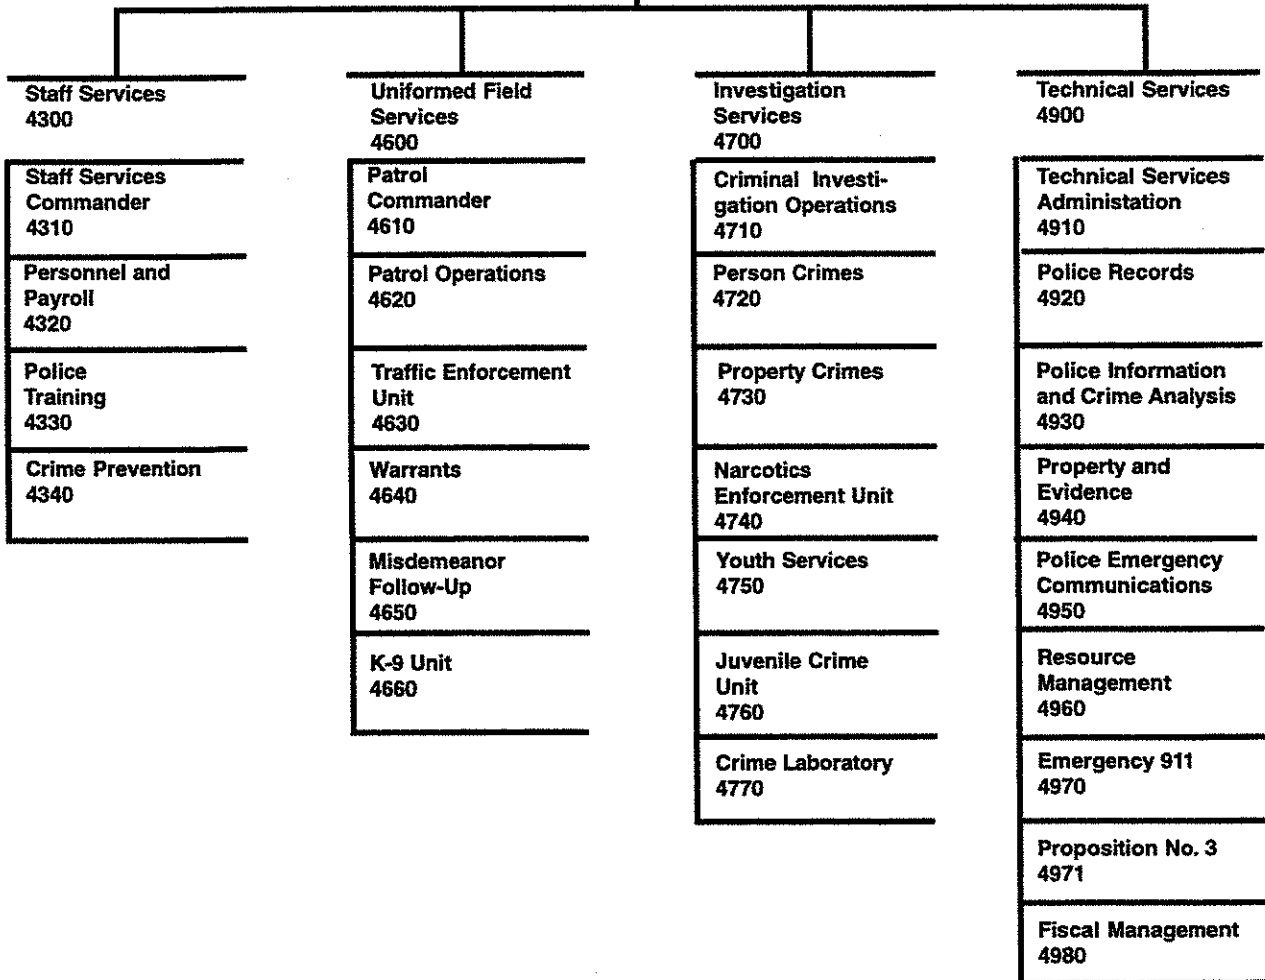 Staff Services
4300
Staff Services
Commander
4310
Personnel and
Payroll
4320
Police
Training
4330
Crime Prevention
4340
Uniformed Field
Services
4600
Patrol
Commander
4610
Patrol Operations
4620
Traffic Enforcement
Unit
4630
Warrants
4640
Misdemeanor
Follow-Up
4650
K-9 Unit
4660
Investigation
Services
4700
Criminal Investi-
gation Operations
4710
Person Crimes
4720
Property Crimes
4730
Narcotics
Enforcement Unit
4740
Youth Services
4750
Juvenile Crime
Unit
4760
Crime Laboratory
4770
Technical Services
4900
Technical Services
Administation
4910
Police Records
4920
Police Information
and Crime Analysis
4930
Property and
Evidence
4940
Police Emergency
Communications
4950
Resource
Management
4960
Emergency 911
4970
Proposition No. 3
4971
Fiscal Management
4980